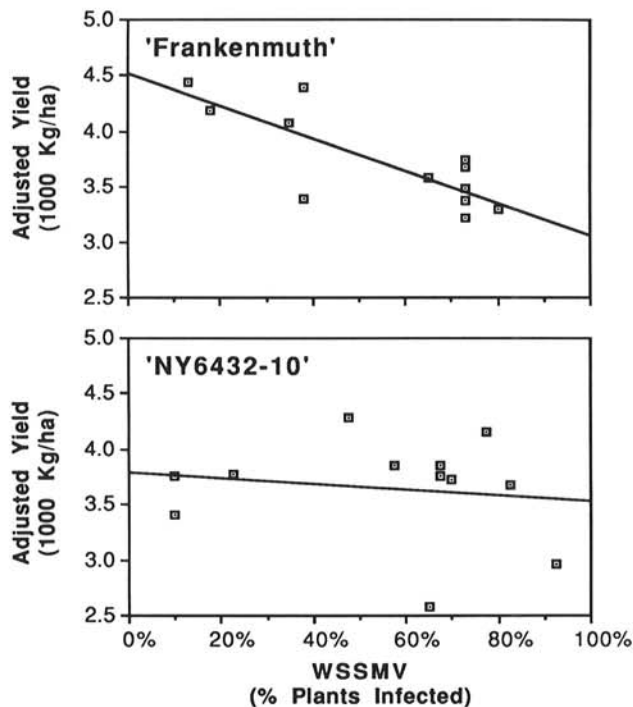 5.0
'Frankenmuth'
4.5
4.0
3.5
3.0
2.5
Adjusted Yield
(1000 Kg/ha)
5.0
'NY6432-10'
4.5
4.0
3.5
3.0
2.5
Adjusted Yield
(1000 Kg/ha)
0% 20% 40% 60% 80% 100%
WSSMV
(% Plants Infected)